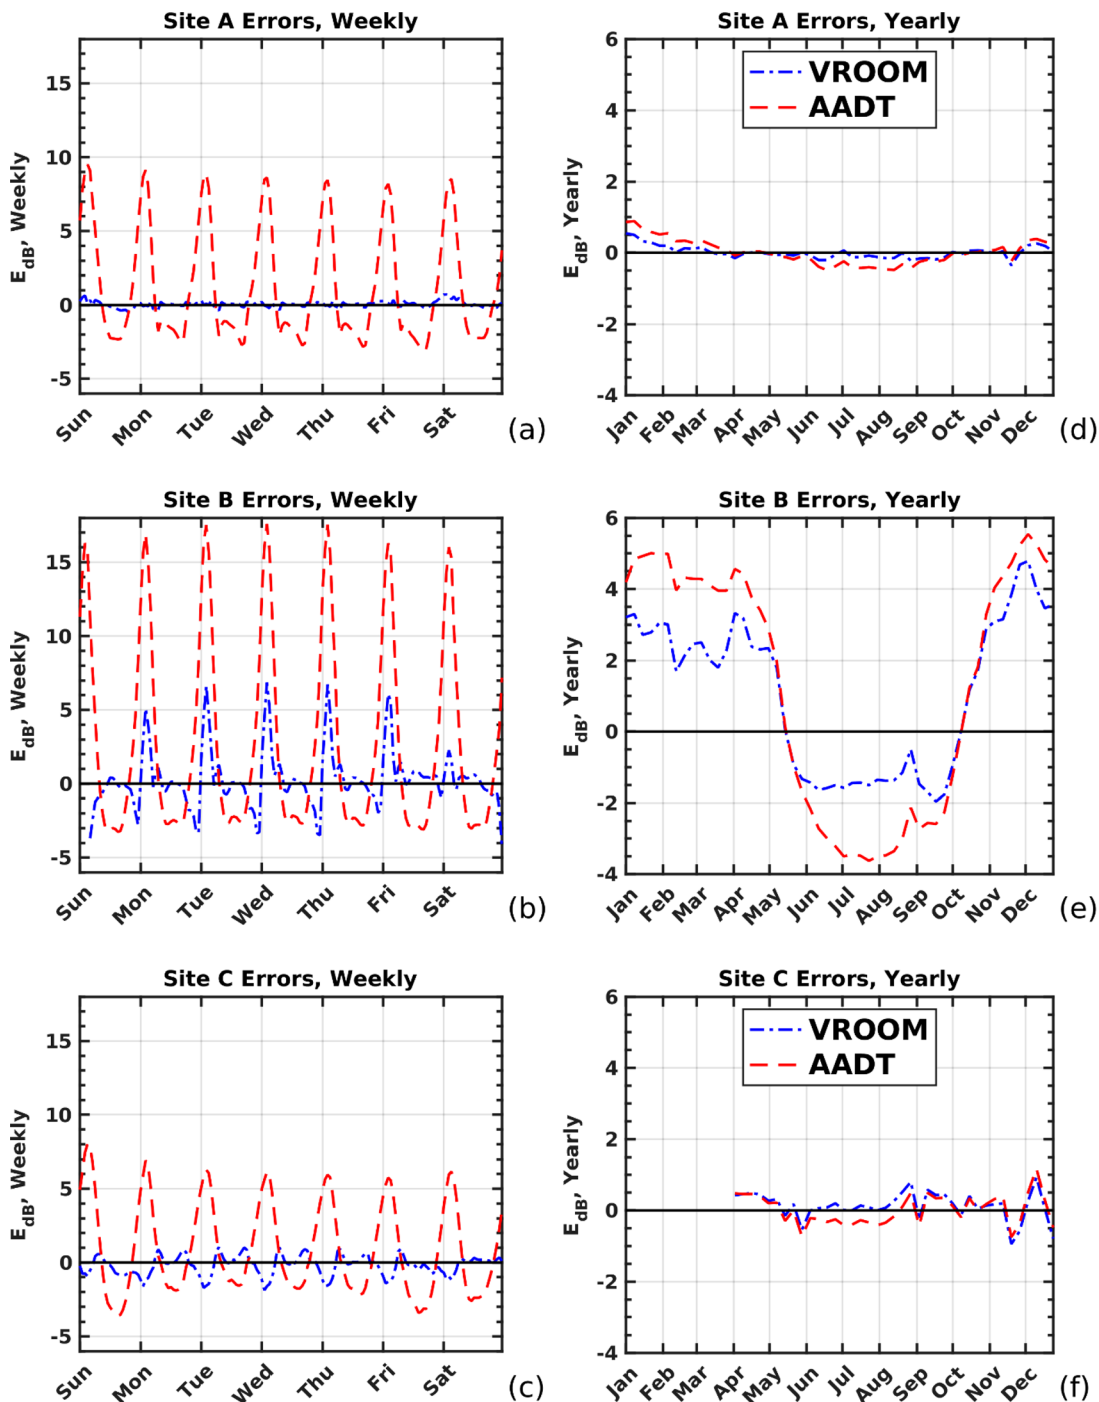 Site A Errors, Weekly
E_dB, Weekly
15
10
5
0
-5
Sun Mon Tue Wed Thu Fri Sat
(a)
Site A Errors, Yearly
VROOM
AADT
E_dB, Yearly
6
4
2
0
-2
-4
Jan Feb Mar Apr May Jun Jul Aug Sep Oct Nov Dec
(d)
Site B Errors, Weekly
E_dB, Weekly
15
10
5
0
-5
Sun Mon Tue Wed Thu Fri Sat
(b)
Site B Errors, Yearly
E_dB, Yearly
6
4
2
0
-2
-4
Jan Feb Mar Apr May Jun Jul Aug Sep Oct Nov Dec
(e)
Site C Errors, Weekly
E_dB, Weekly
15
10
5
0
-5
Sun Mon Tue Wed Thu Fri Sat
(c)
Site C Errors, Yearly
VROOM
AADT
E_dB, Yearly
6
4
2
0
-2
-4
Jan Feb Mar Apr May Jun Jul Aug Sep Oct Nov Dec
(f)